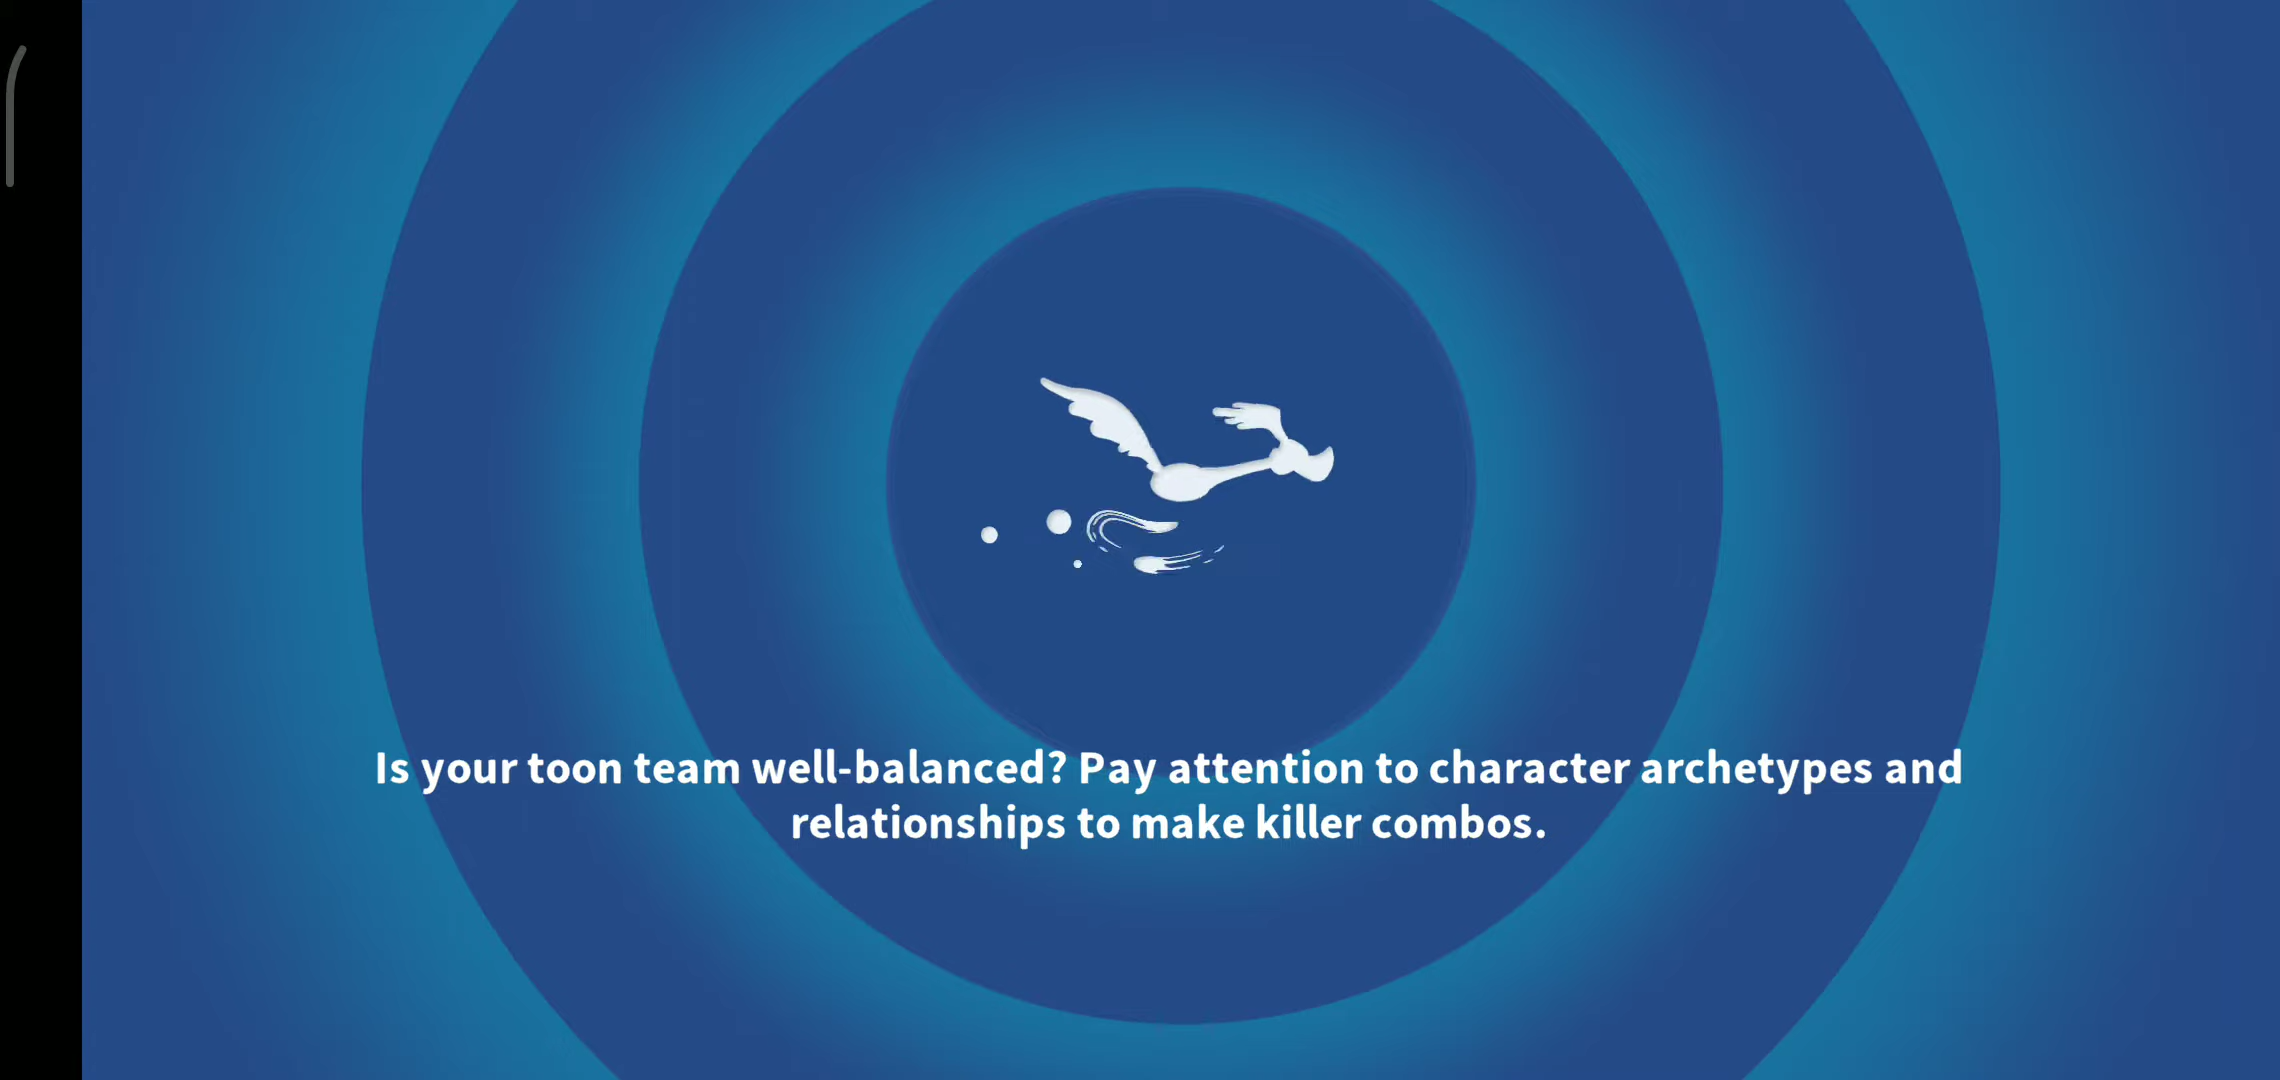 Is your toon team well-balanced? Pay attention to character archetypes and
relationships to make killer combos.